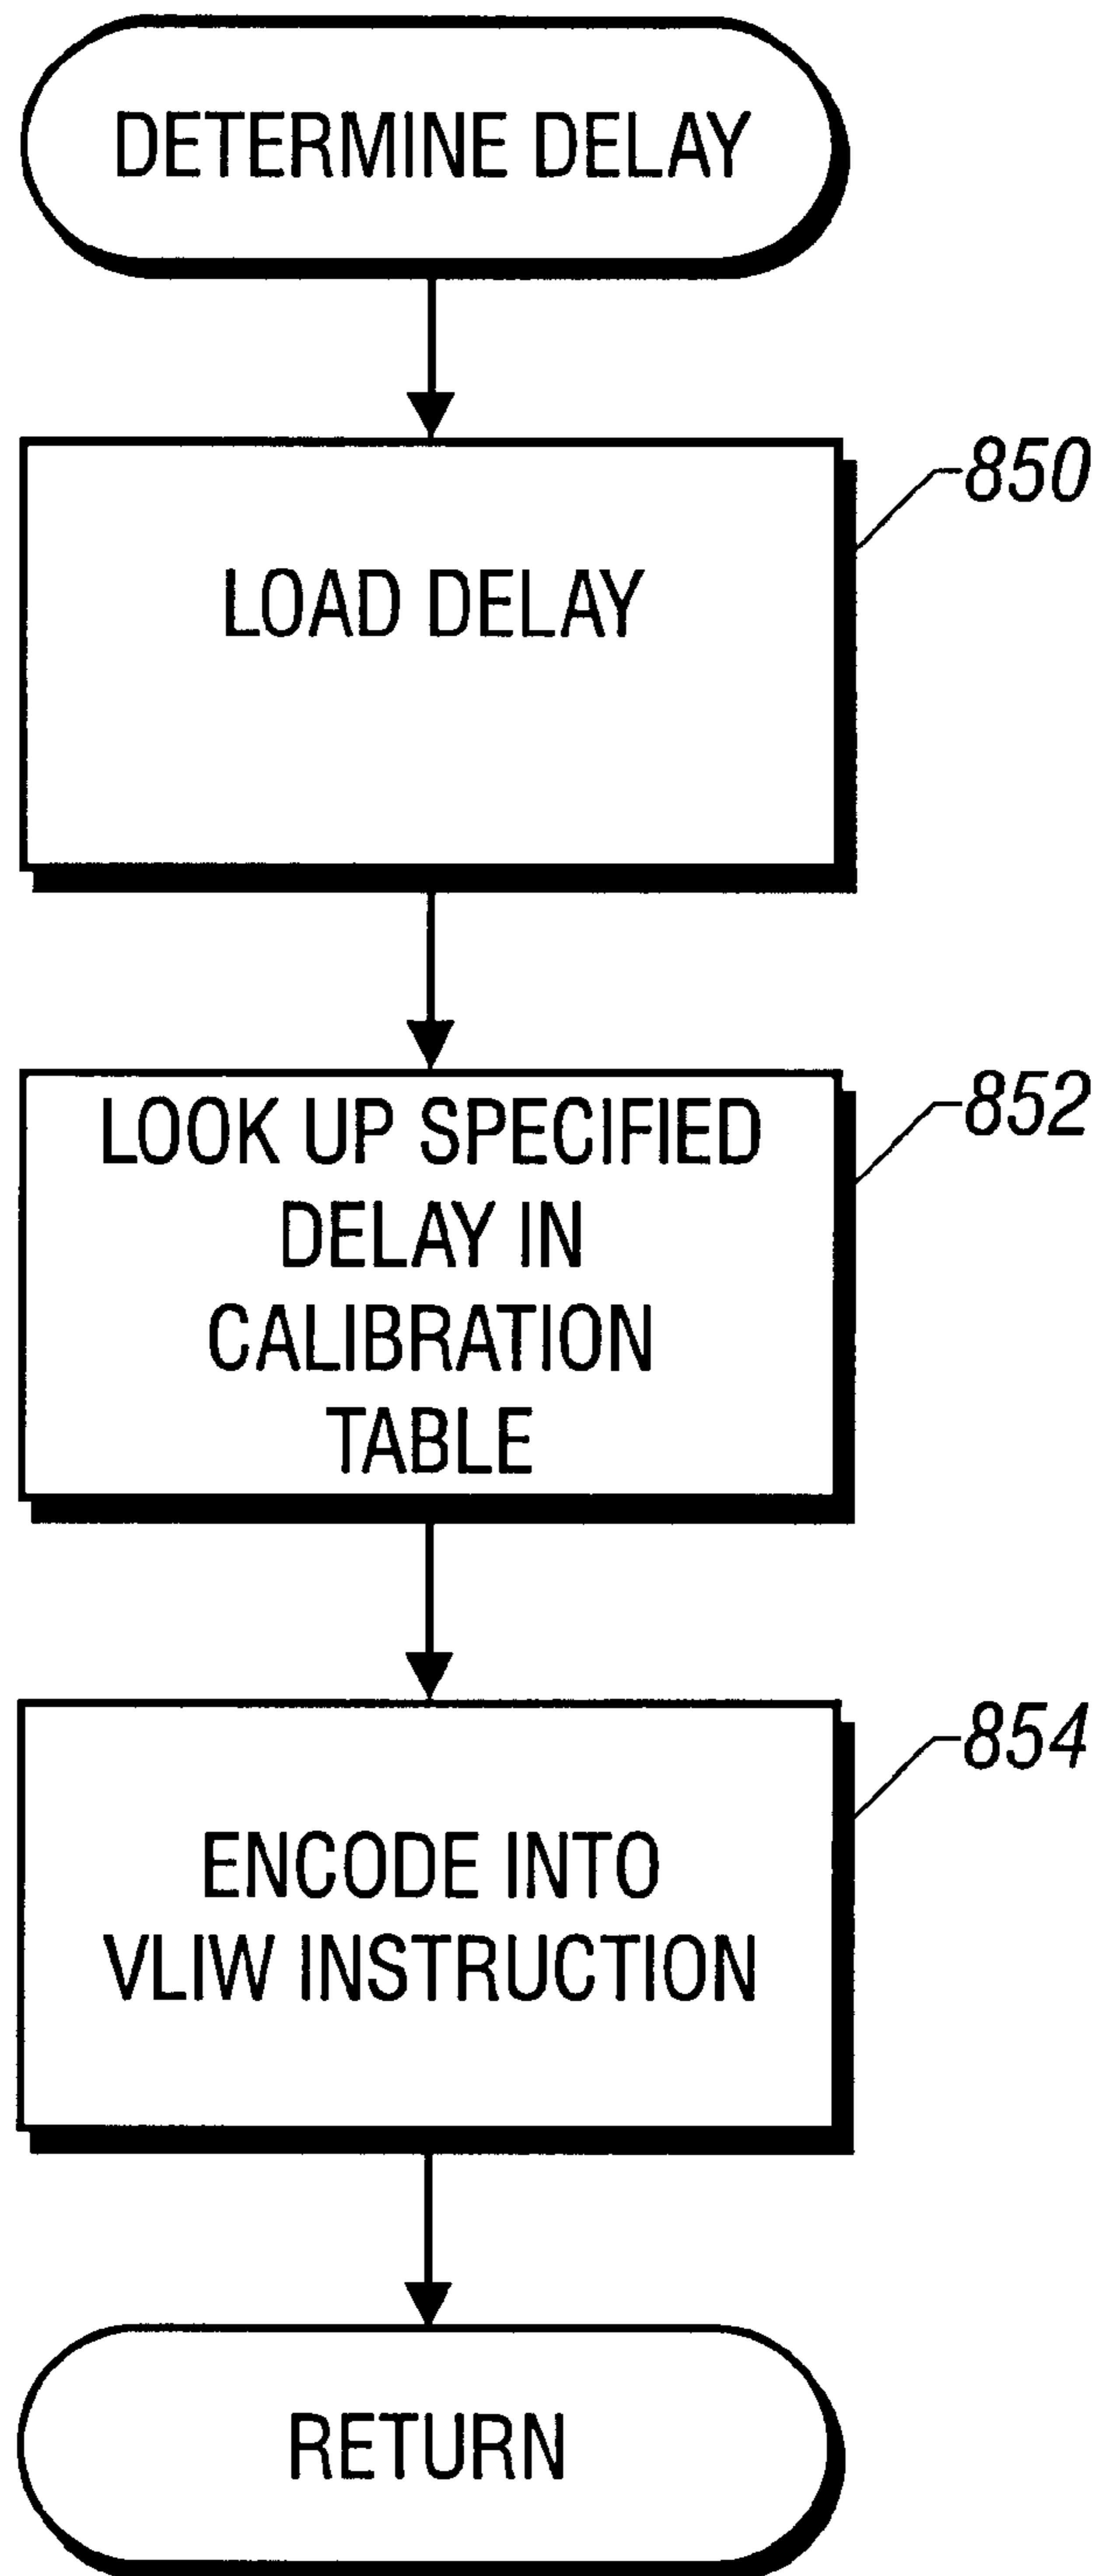 DETERMINE DELAY
850
LOAD DELAY
852
LOOK UP SPECIFIED
DELAY IN
CALIBRATION
TABLE
854
ENCODE INTO
VLIW INSTRUCTION
RETURN